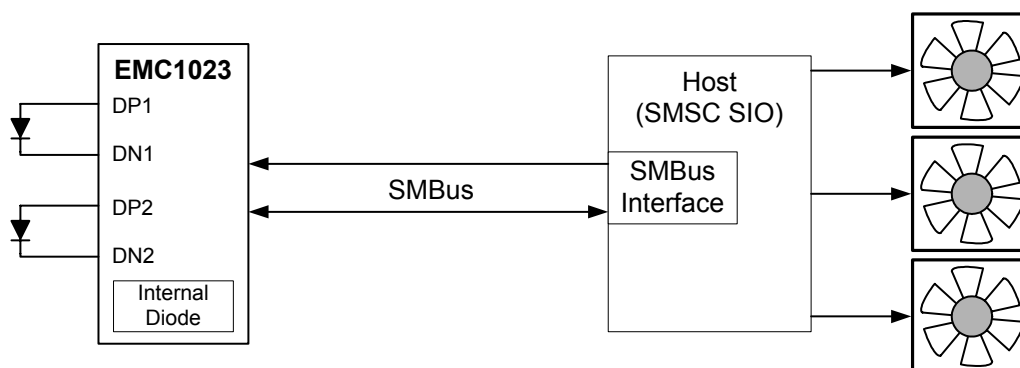 EMC1023
DP1
DN1
DP2
DN2
Internal
Diode
SMBus
Host
(SMSC SIO)
SMBus
Interface